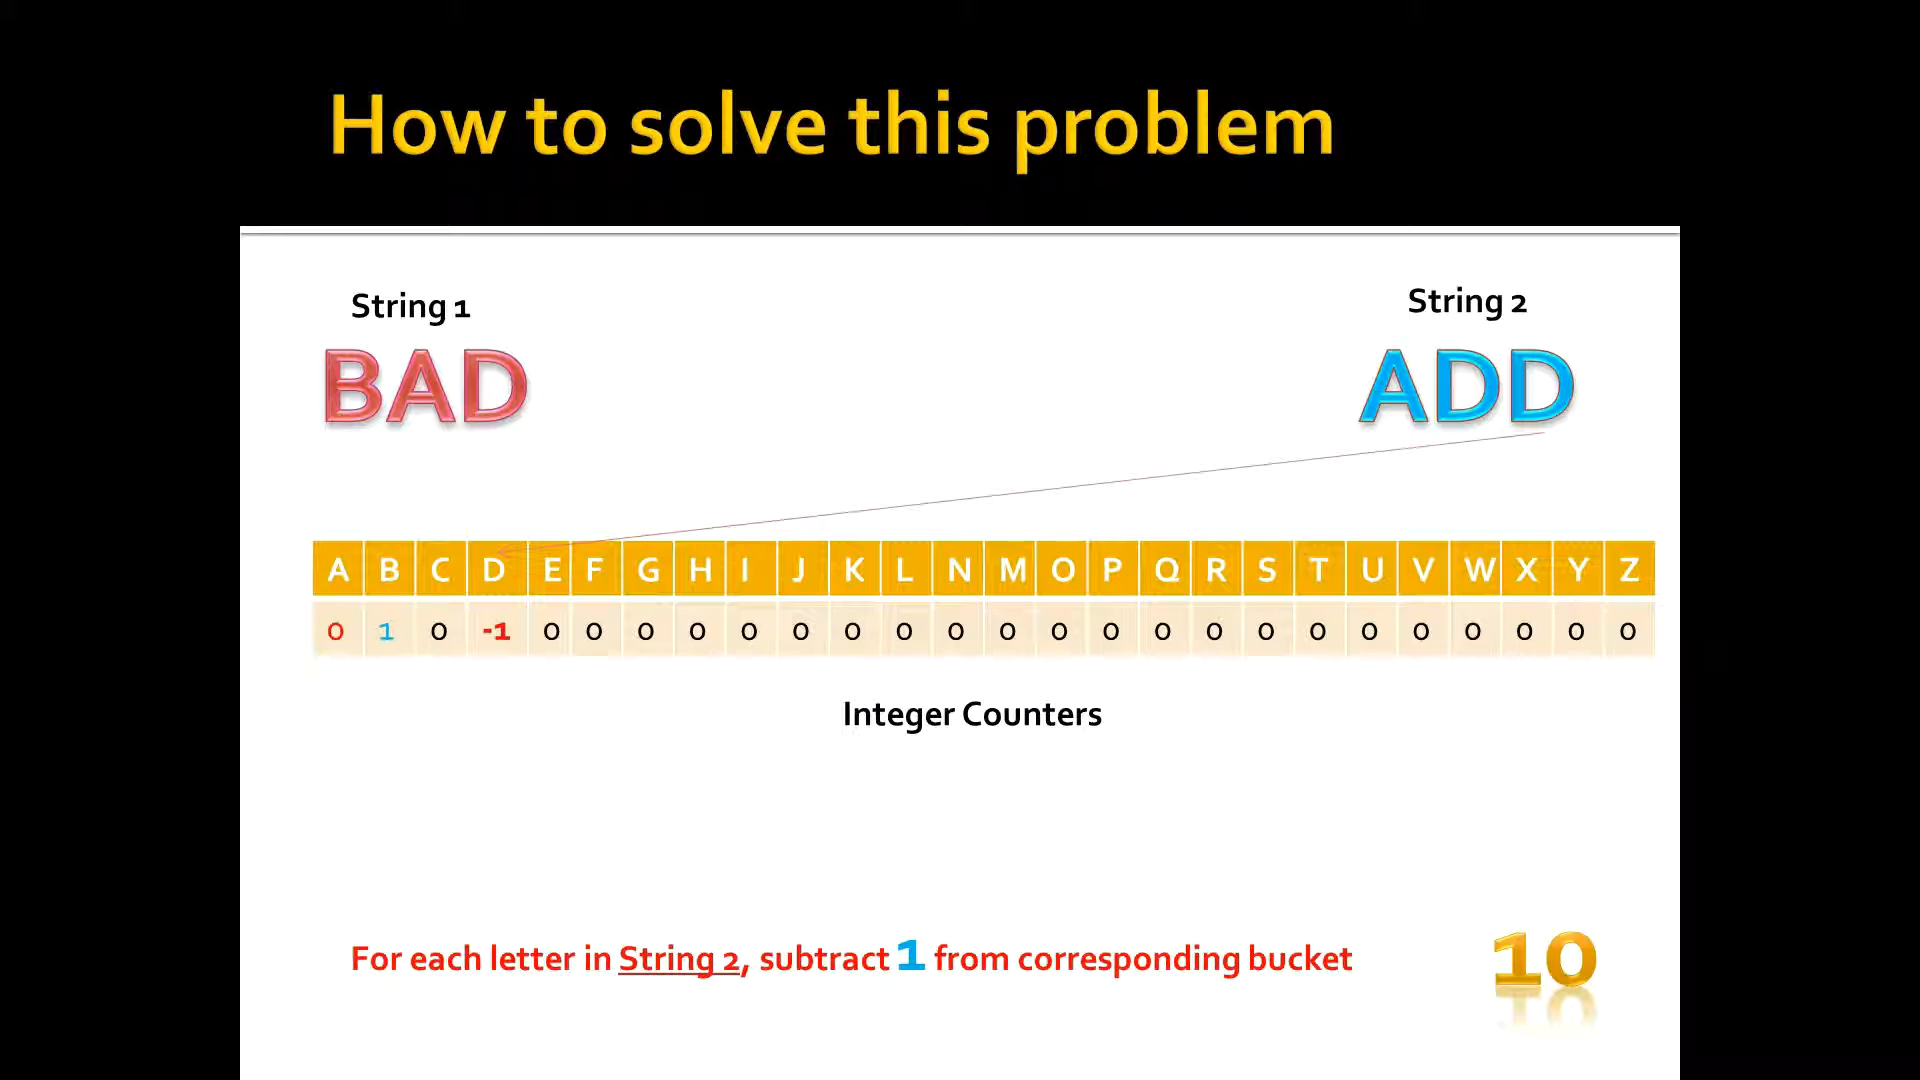 How to solve this problem
String 1
String 2
BAD
ADD
A B C D E F G H I J K L N M O P Q R S T U V W X Y Z
0 1 0 -1 0 0 0 0 0 0 0 0 0 0 0 0 0 0 0 0 0 0 0 0 0 0
Integer Counters
For each letter in String 2, subtract 1 from corresponding bucket
10